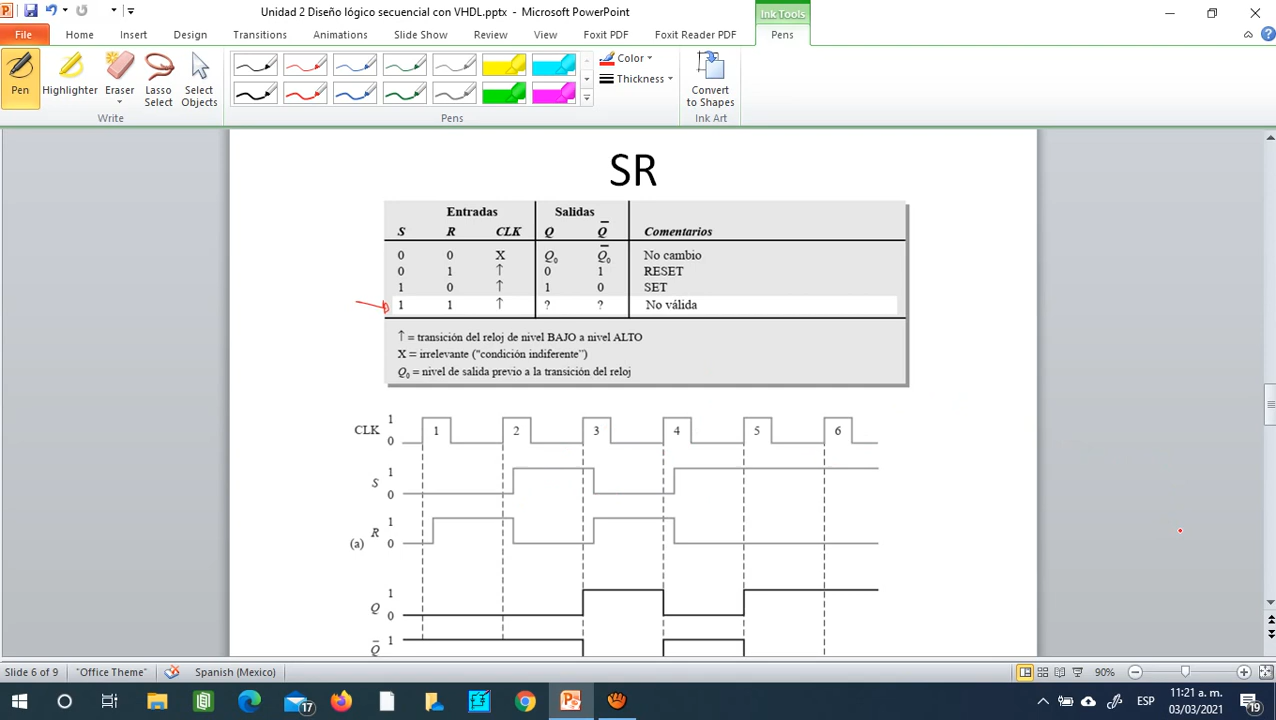 Unidad 2 Diseño lógico secuencial con VHDL.pptx - Microsoft PowerPoint
Ink Tools
File Home Insert Design Transitions Animations Slide Show Review View Foxit PDF Foxit Reader PDF Pens
Pen Highlighter Eraser Lasso Select Select Objects
Color
Thickness
Convert to Shapes
Write Pens Ink Art
SR
Entradas Salidas
S R CLK Q Q̅ Comentarios
0 0 X Q₀ Q̅₀ No cambio
0 1 ↑ 0 1 RESET
1 0 ↑ 1 0 SET
1 1 ↑ ? ? No válida
↑ = transición del reloj de nivel BAJO a nivel ALTO
X = irrelevante ("condición indiferente")
Q₀ = nivel de salida previo a la transición del reloj
CLK 1 0 1 2 3 4 5 6
S 1 0
R 1 0
(a)
Q 1 0
Q̅ 1
Slide 6 of 9 "Office Theme" Spanish (Mexico) 90%
17
ESP
11:21 a. m.
03/03/2021
19